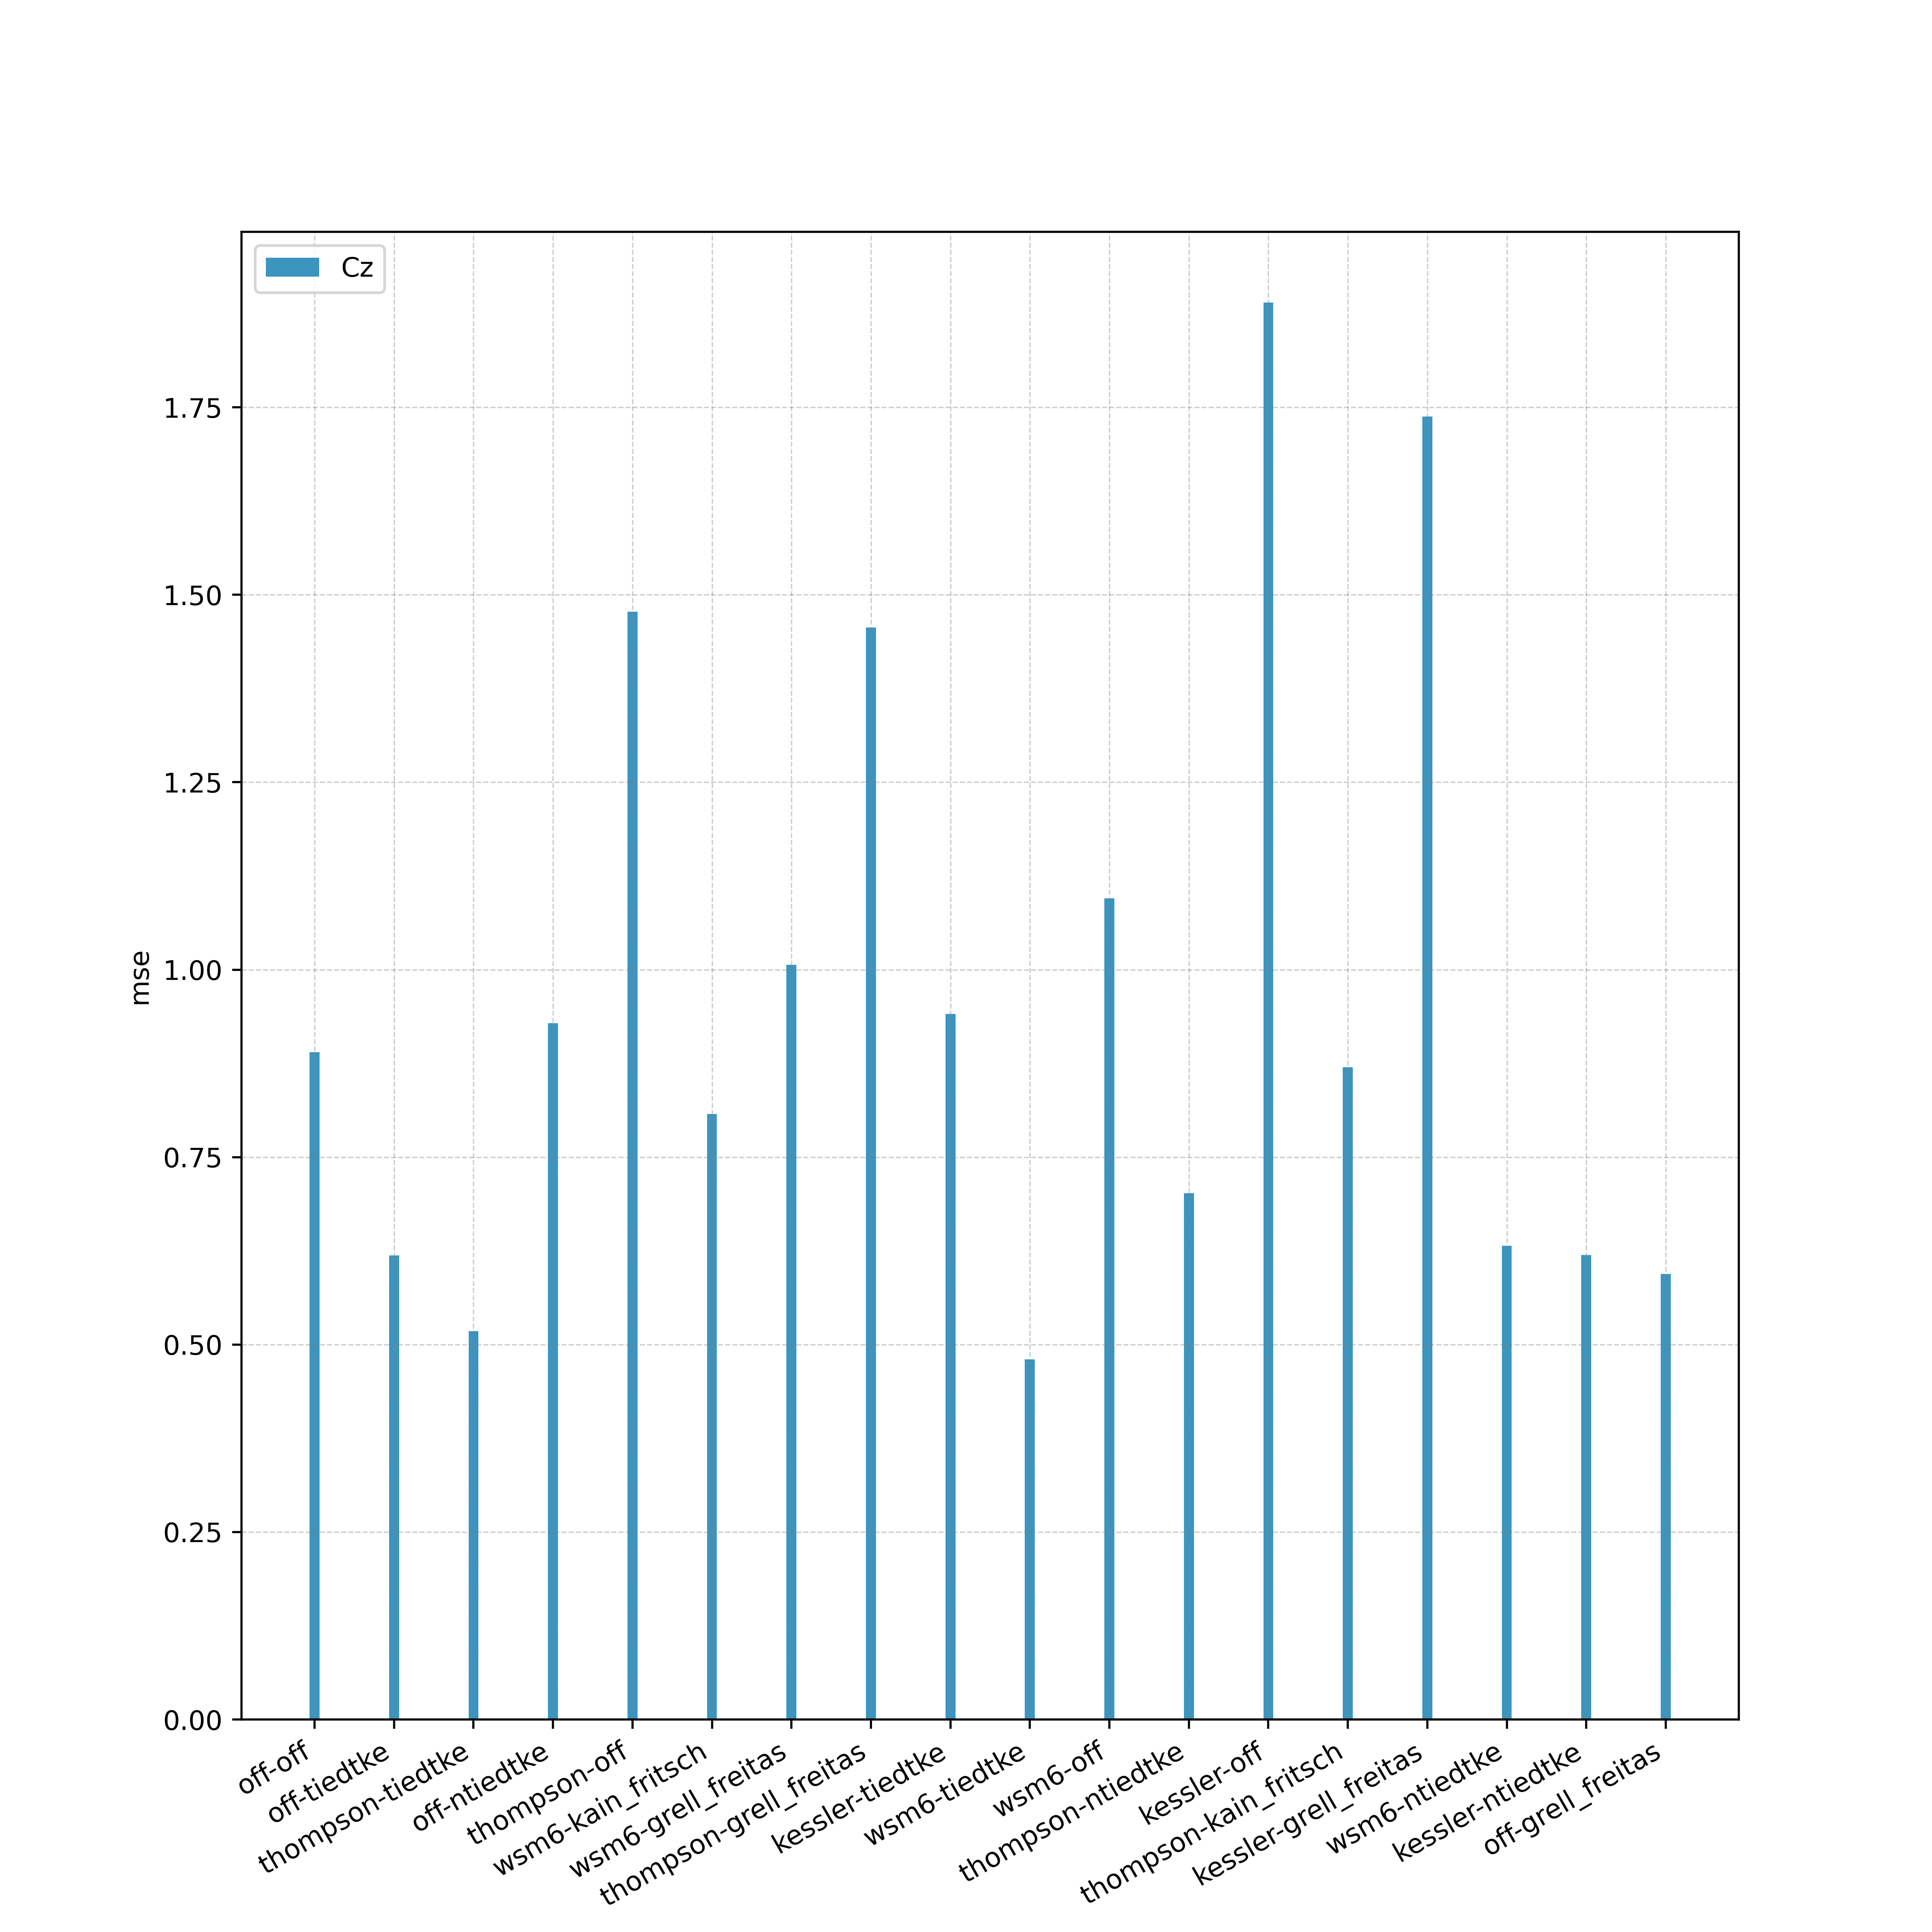 Cz
1.75
1.50
1.25
1.00
0.75
0.50
0.25
0.00
mse
off-off
off-tiedtke
thompson-tiedtke
off-ntiedtke
thompson-off
wsm6-kain_fritsch
wsm6-grell_freitas
thompson-grell_freitas
kessler-tiedtke
wsm6-tiedtke
wsm6-off
thompson-ntiedtke
kessler-off
thompson-kain_fritsch
kessler-grell_freitas
wsm6-ntiedtke
kessler-ntiedtke
off-grell_freitas